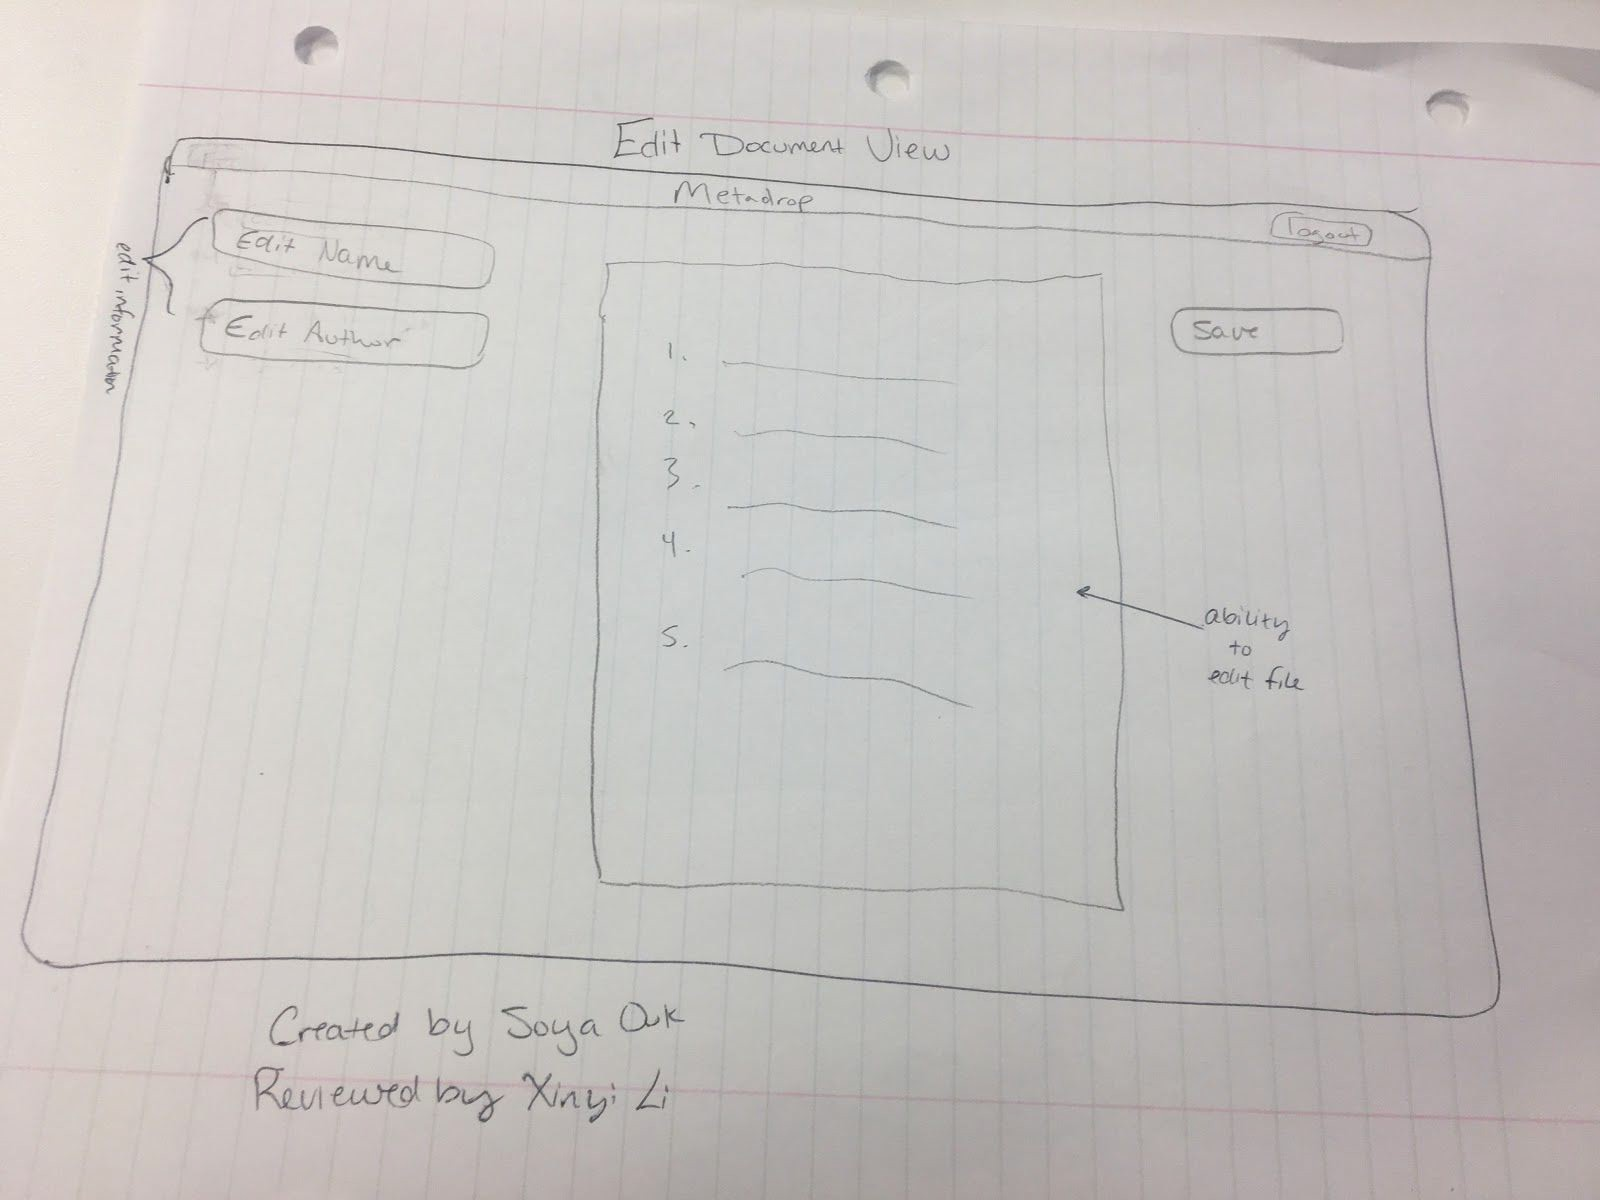 Edit Document View
Metadrop
logout
Edit Name
Edit Author
edit information
Save
1.
2.
3.
4.
5.
ability
to
edit file
Created by Soya Ouk
Reviewed by Xinyi Li